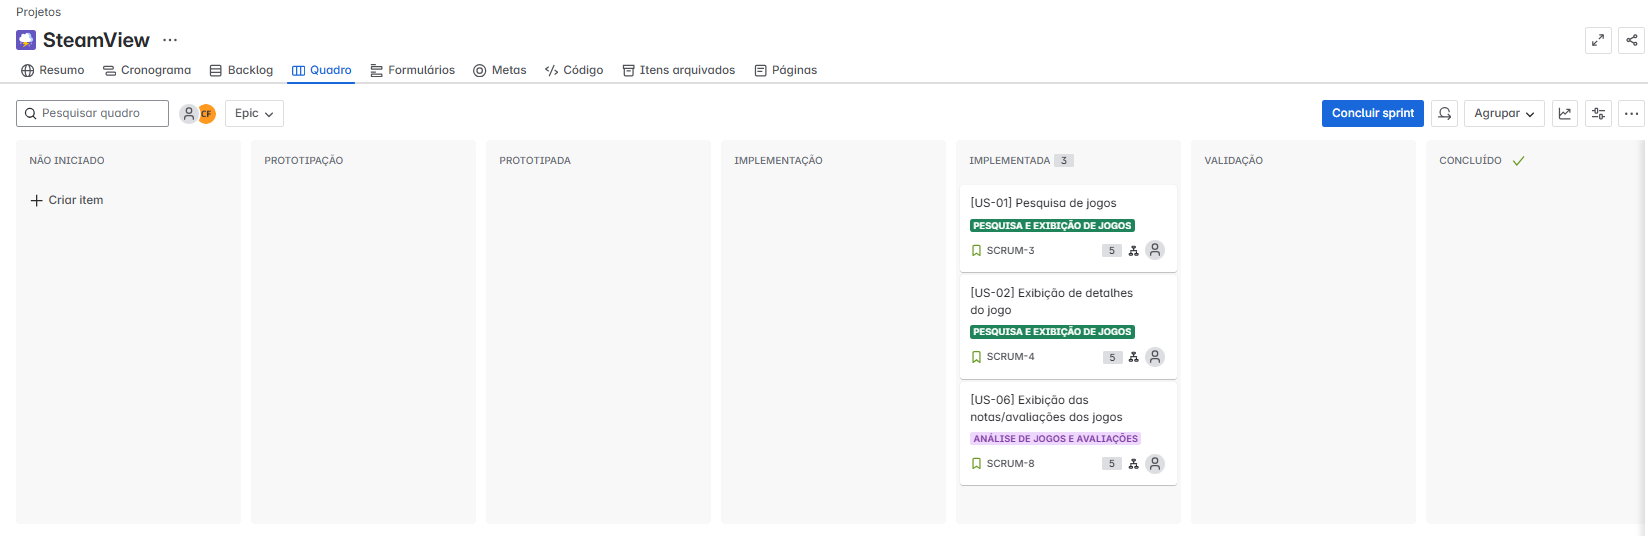 Projetos
SteamView
Resumo
Cronograma
Backlog
Quadro
Formulários
Metas
Código
Itens arquivados
Páginas
Pesquisar quadro
CF
Epic
Concluir sprint
Agrupar
NÃO INICIADO
Criar item
PROTOTIPAÇÃO
PROTOTIPADA
IMPLEMENTAÇÃO
IMPLEMENTADA 3
[US-01] Pesquisa de jogos
PESQUISA E EXIBIÇÃO DE JOGOS
SCRUM-3 5
[US-02] Exibição de detalhes
do jogo
PESQUISA E EXIBIÇÃO DE JOGOS
SCRUM-4 5
[US-06] Exibição das
notas/avaliações dos jogos
ANÁLISE DE JOGOS E AVALIAÇÕES
SCRUM-8 5
VALIDAÇÃO
CONCLUÍDO